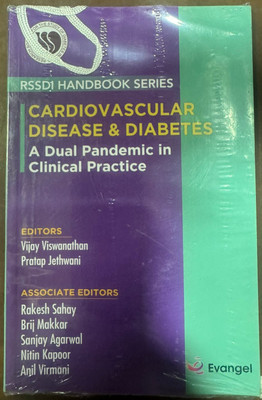 RSSDI HANDBOOK SERIES
CARDIOVASCULAR
DISEASE & DIABETES
A Dual Pandemic in
Clinical Practice
EDITORS
Vijay Viswanathan
Pratap Jethwani
ASSOCIATE EDITORS
Rakesh Sahay
Brij Makkar
Sanjay Agarwal
Nitin Kapoor
Anil Virmani
Evangel